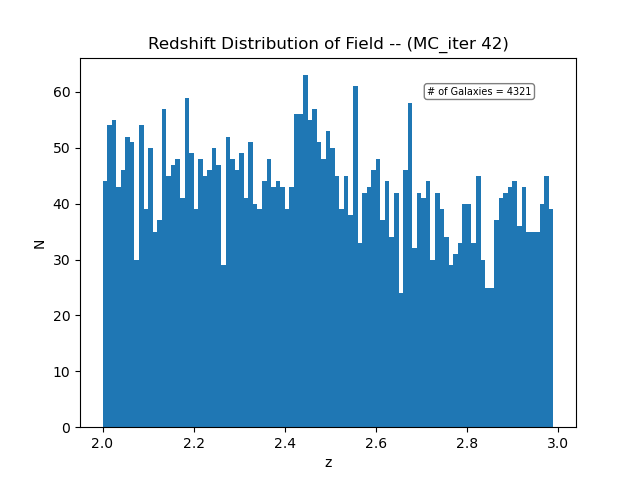 Redshift Distribution of Field -- (MC_iter 42)
# of Galaxies = 4321
60
50
40
30
20
10
0
N
2.0 2.2 2.4 2.6 2.8 3.0
z